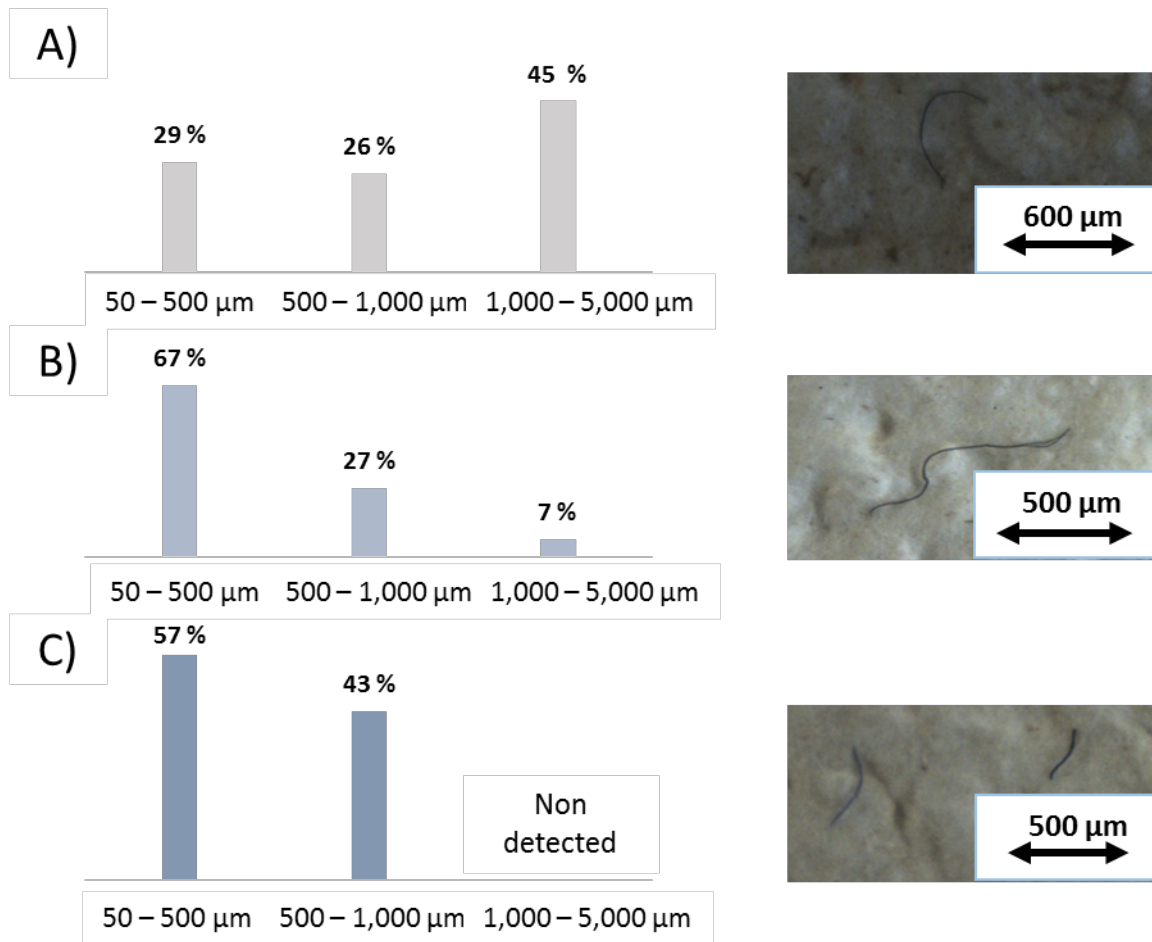 A)
45 %
29 %
26 %
600 µm
50 – 500 µm 500 – 1,000 µm 1,000 – 5,000 µm
B)
67 %
27 %
7 %
500 µm
50 – 500 µm 500 – 1,000 µm 1,000 – 5,000 µm
C)
57 %
43 %
Non
detected
500 µm
50 – 500 µm 500 – 1,000 µm 1,000 – 5,000 µm